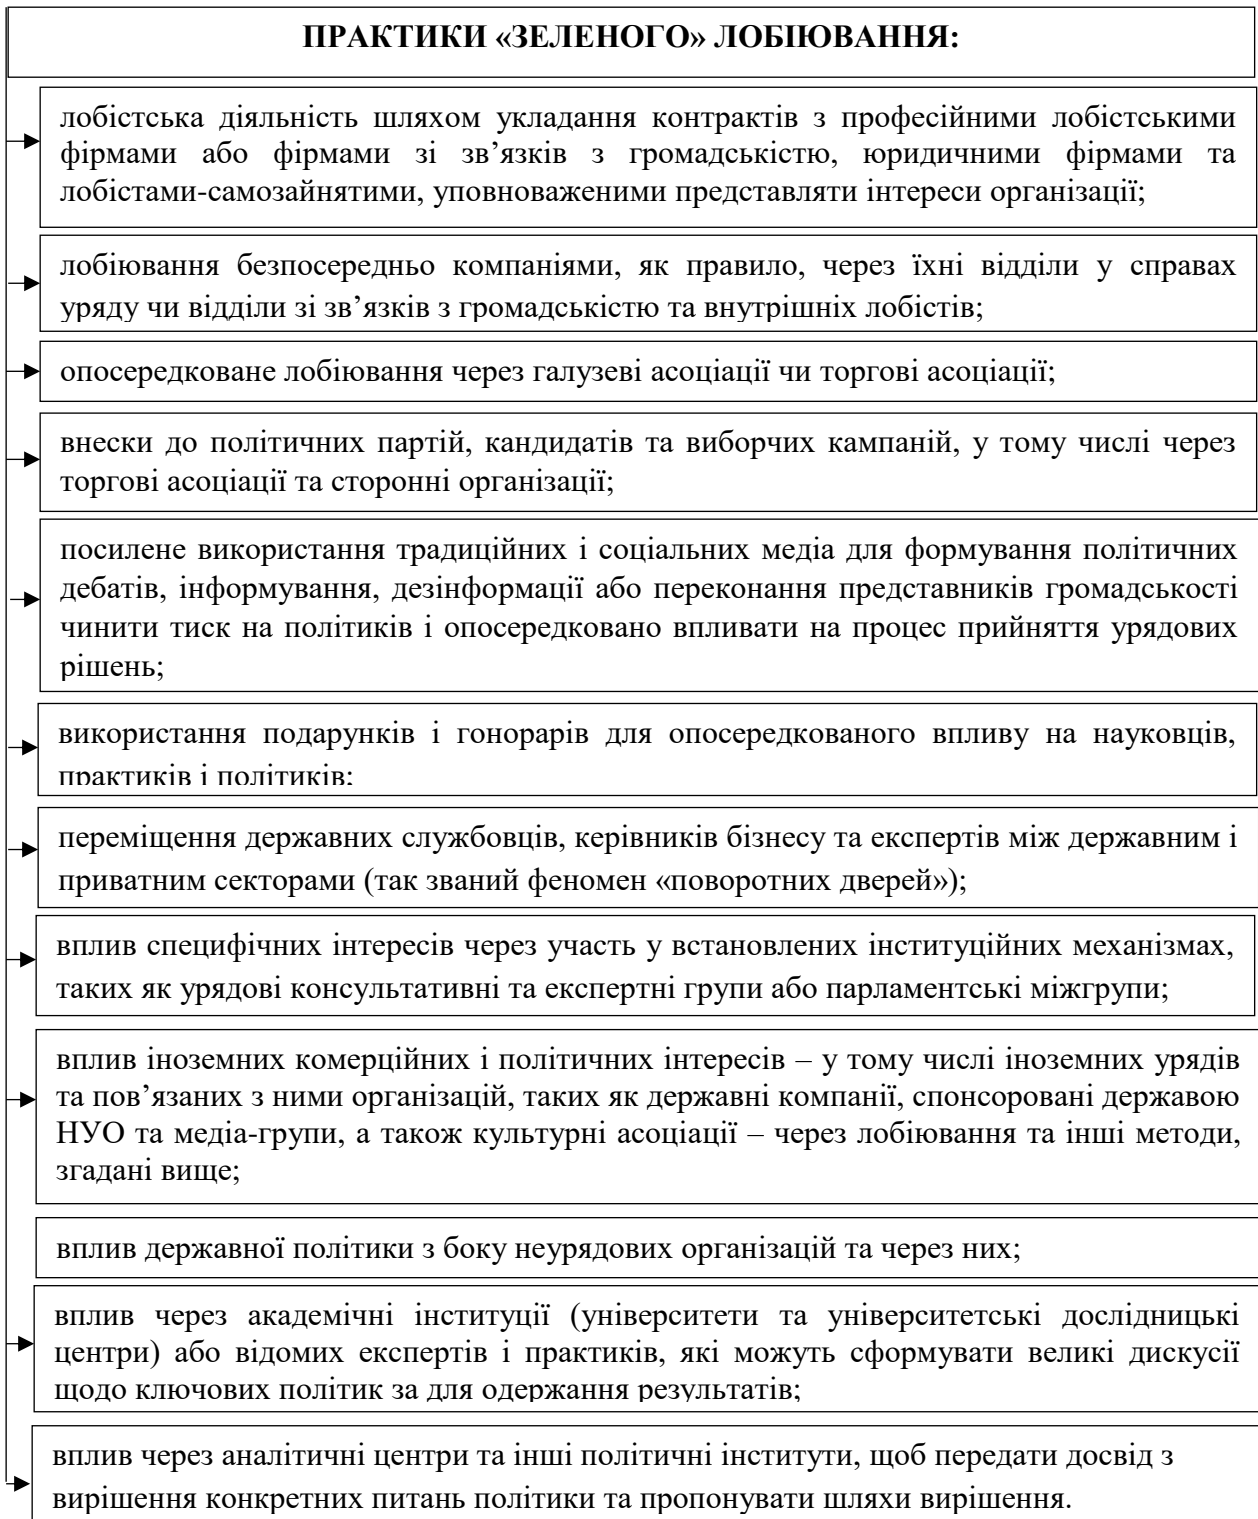 ПРАКТИКИ «ЗЕЛЕНОГО» ЛОБІЮВАННЯ:
лобістська діяльність шляхом укладання контрактів з професійними лобістськими
фірмами або фірмами зі зв’язків з громадськістю, юридичними фірмами та
лобістами-самозайнятими, уповноваженими представляти інтереси організації;
лобіювання безпосередньо компаніями, як правило, через їхні відділи у справах
уряду чи відділи зі зв’язків з громадськістю та внутрішніх лобістів;
опосередковане лобіювання через галузеві асоціації чи торгові асоціації;
внески до політичних партій, кандидатів та виборчих кампаній, у тому числі через
торгові асоціації та сторонні організації;
посилене використання традиційних і соціальних медіа для формування політичних
дебатів, інформування, дезінформації або переконання представників громадськості
чинити тиск на політиків і опосередковано впливати на процес прийняття урядових
рішень;
використання подарунків і гонорарів для опосередкованого впливу на науковців,
практиків і політиків;
переміщення державних службовців, керівників бізнесу та експертів між державним і
приватним секторами (так званий феномен «поворотних дверей»);
вплив специфічних інтересів через участь у встановлених інституційних механізмах,
таких як урядові консультативні та експертні групи або парламентські міжгрупи;
вплив іноземних комерційних і політичних інтересів – у тому числі іноземних урядів
та пов’язаних з ними організацій, таких як державні компанії, спонсоровані державою
НУО та медіа-групи, а також культурні асоціації – через лобіювання та інші методи,
згадані вище;
вплив державної політики з боку неурядових організацій та через них;
вплив через академічні інституції (університети та університетські дослідницькі
центри) або відомих експертів і практиків, які можуть сформувати великі дискусії
щодо ключових політик за для одержання результатів;
вплив через аналітичні центри та інші політичні інститути, щоб передати досвід з
вирішення конкретних питань політики та пропонувати шляхи вирішення.